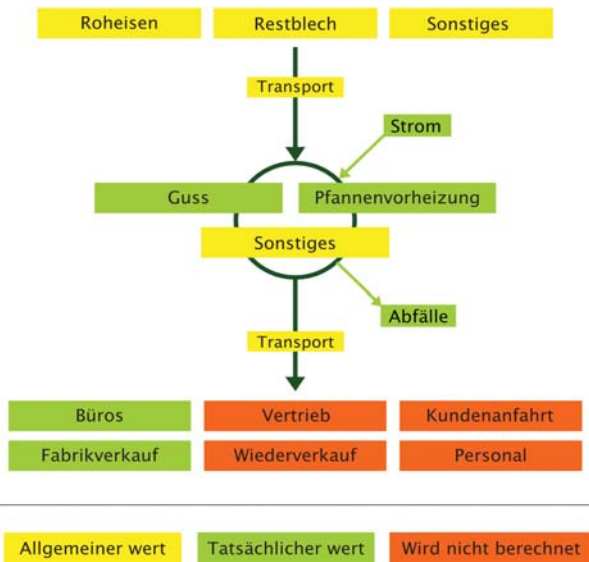 Roheisen Restblech Sonstiges
Transport
Strom
Guss Pfannenvorheizung
Sonstiges
Abfälle
Transport
Büros Vertrieb Kundenanfahrt
Fabrikverkauf Wiederverkauf Personal
Allgemeiner wert Tatsächlicher wert Wird nicht berechnet